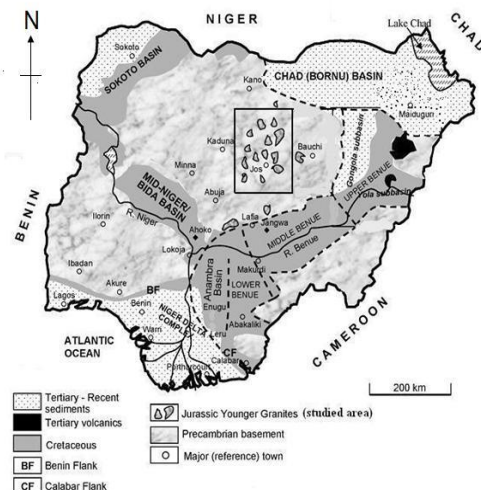 NIGER
CHAD
Lake Chad
N
Sokoto
SOKOTO BASIN
Kano
CHAD (BORNU) BASIN
Maiduguri
Kaduna
Jos
Bauchi
Gongola subbasin
Minna
Abuja
MID-NIGER/
BIDA BASIN
UPPER BENUE
Yola subbasin
BENIN
Ilorin
R. Niger
Ahoko
Lafia
Jangwa
MIDDLE BENUE
R. Benue
Lokoja
Makurdi
Ibadan
Anambra
Basin
LOWER
BENUE
Akure
BF
Enugu
Lagos
Benin
Abakaliki
CAMEROON
NIGER DELTA
COMPLEX
Leru
Warri
ATLANTIC
OCEAN
CF
Calabar
Portharcourt
200 km
Tertiary - Recent
sediments
Tertiary volcanics
Cretaceous
BF Benin Flank
CF Calabar Flank
Jurassic Younger Granites (studied area)
Precambrian basement
Major (reference) town